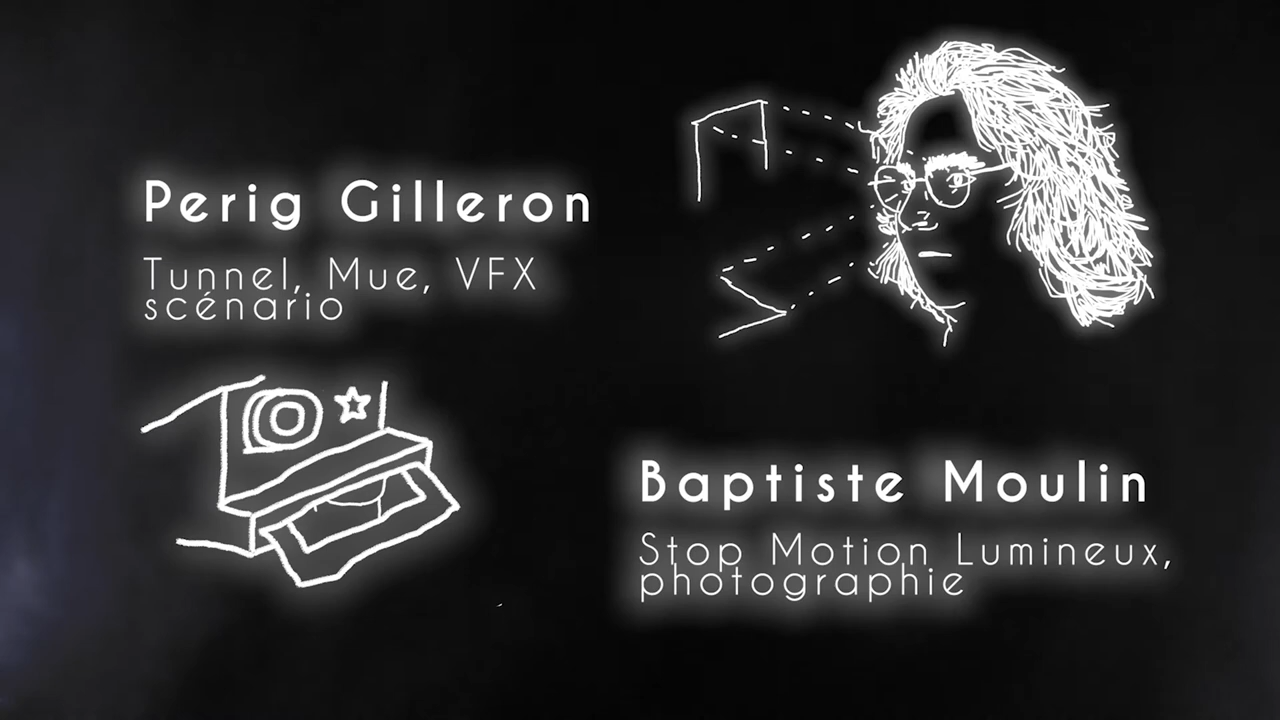 Perig Gilleron
Tunnel, Mue, VFX
scénario
Baptiste Moulin
Stop Motion Lumineux,
photographie